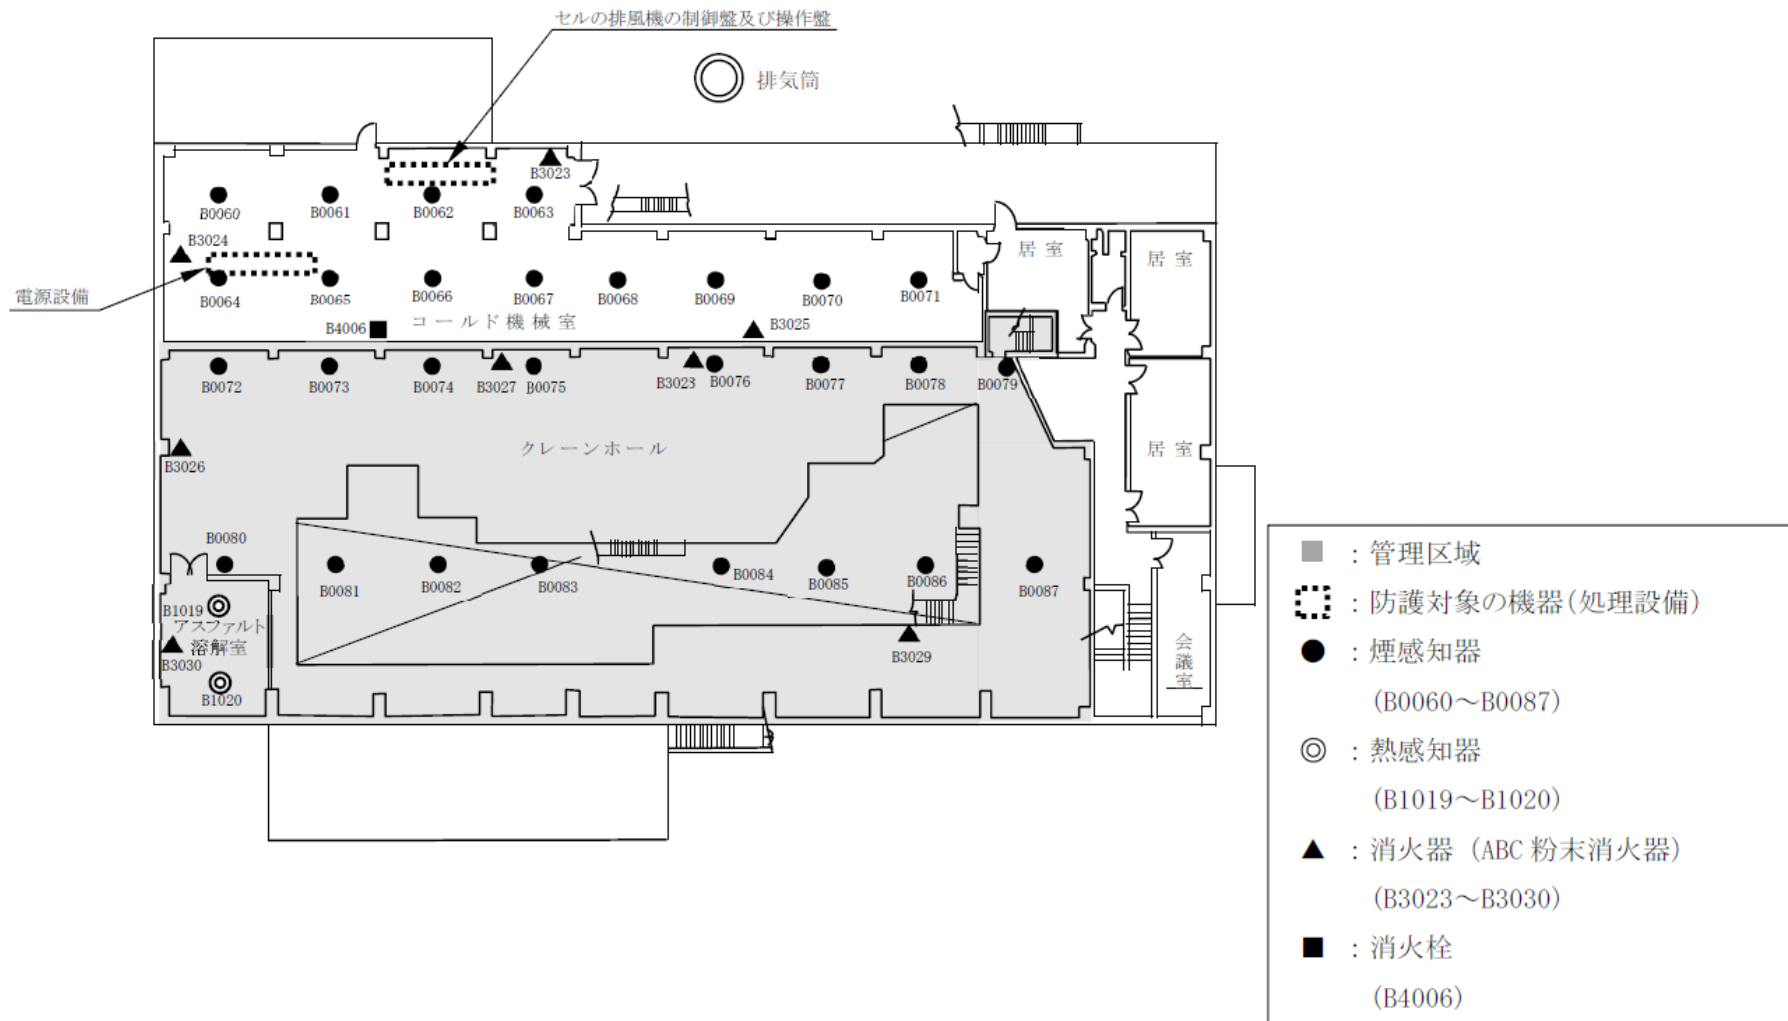 セルの排風機の制御盤及び操作盤
排気筒
B3023
B0060
B0061
B0062
B0063
B3024
居室
居室
電源設備
B0064
B0065
B0066
B0067
B0068
B0069
B0070
B0071
B4006
コールド機械室
B3025
B0072
B0073
B0074
B3027
B0075
B3023
B0076
B0077
B0078
B0079
クレーンホール
居室
B3026
B0080
B0081
B0082
B0083
B0084
B0085
B0086
B0087
B1019
アスファルト
溶解室
B3030
B1020
B3029
会議室
：管理区域
：防護対象の機器(処理設備)
：煙感知器
(B0060～B0087)
：熱感知器
(B1019～B1020)
：消火器（ABC 粉末消火器）
(B3023～B3030)
：消火栓
(B4006)